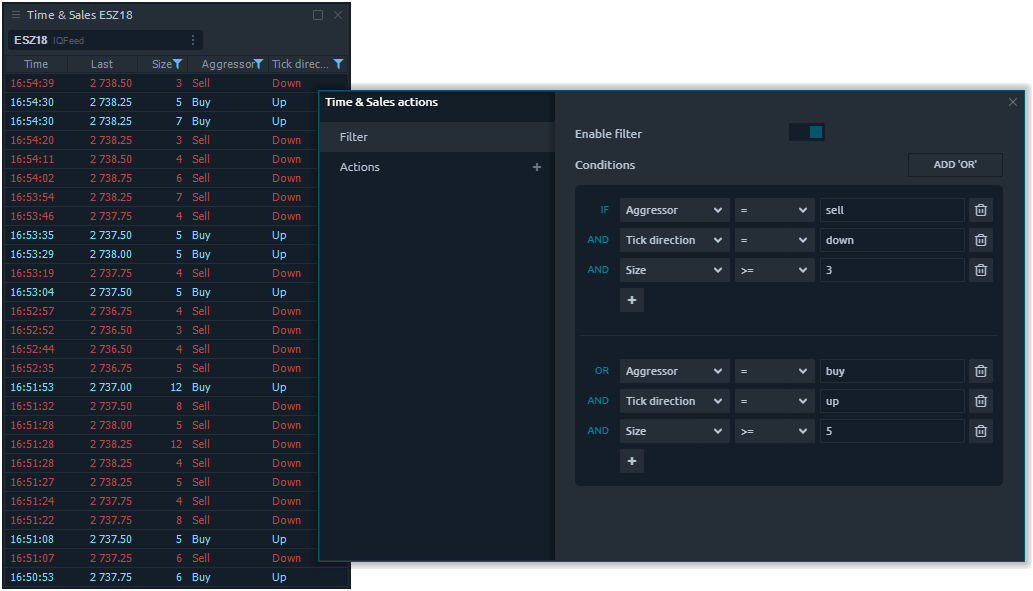 Time & Sales ESZ18
ESZ18 IQFeed
Time Last Size Aggressor Tick direc...
16:54:39 2 738.50 3 Sell Down
16:54:30 2 738.25 5 Buy Up
16:54:30 2 738.25 7 Buy Up
16:54:20 2 738.25 3 Sell Down
16:54:11 2 738.50 4 Sell Down
16:54:02 2 738.75 6 Sell Down
16:53:54 2 738.25 7 Sell Down
16:53:46 2 737.75 4 Sell Down
16:53:35 2 737.50 5 Buy Up
16:53:29 2 738.00 5 Buy Up
16:53:19 2 737.75 4 Sell Down
16:53:04 2 737.50 5 Buy Up
16:52:57 2 736.75 4 Sell Down
16:52:52 2 736.50 3 Sell Down
16:52:44 2 736.50 4 Sell Down
16:52:35 2 736.75 5 Sell Down
16:51:53 2 737.00 12 Buy Up
16:51:32 2 737.50 8 Sell Down
16:51:28 2 738.00 5 Sell Down
16:51:28 2 738.25 12 Sell Down
16:51:28 2 738.25 4 Sell Down
16:51:27 2 738.25 5 Sell Down
16:51:24 2 737.75 4 Sell Down
16:51:22 2 737.75 8 Sell Down
16:51:08 2 737.50 5 Buy Up
16:51:07 2 737.25 6 Sell Down
16:50:53 2 737.75 6 Buy Up
Time & Sales actions
Filter
Actions +
Enable filter
Conditions ADD 'OR'
IF Aggressor = sell
AND Tick direction = down
AND Size >= 3
+
OR Aggressor = buy
AND Tick direction = up
AND Size >= 5
+